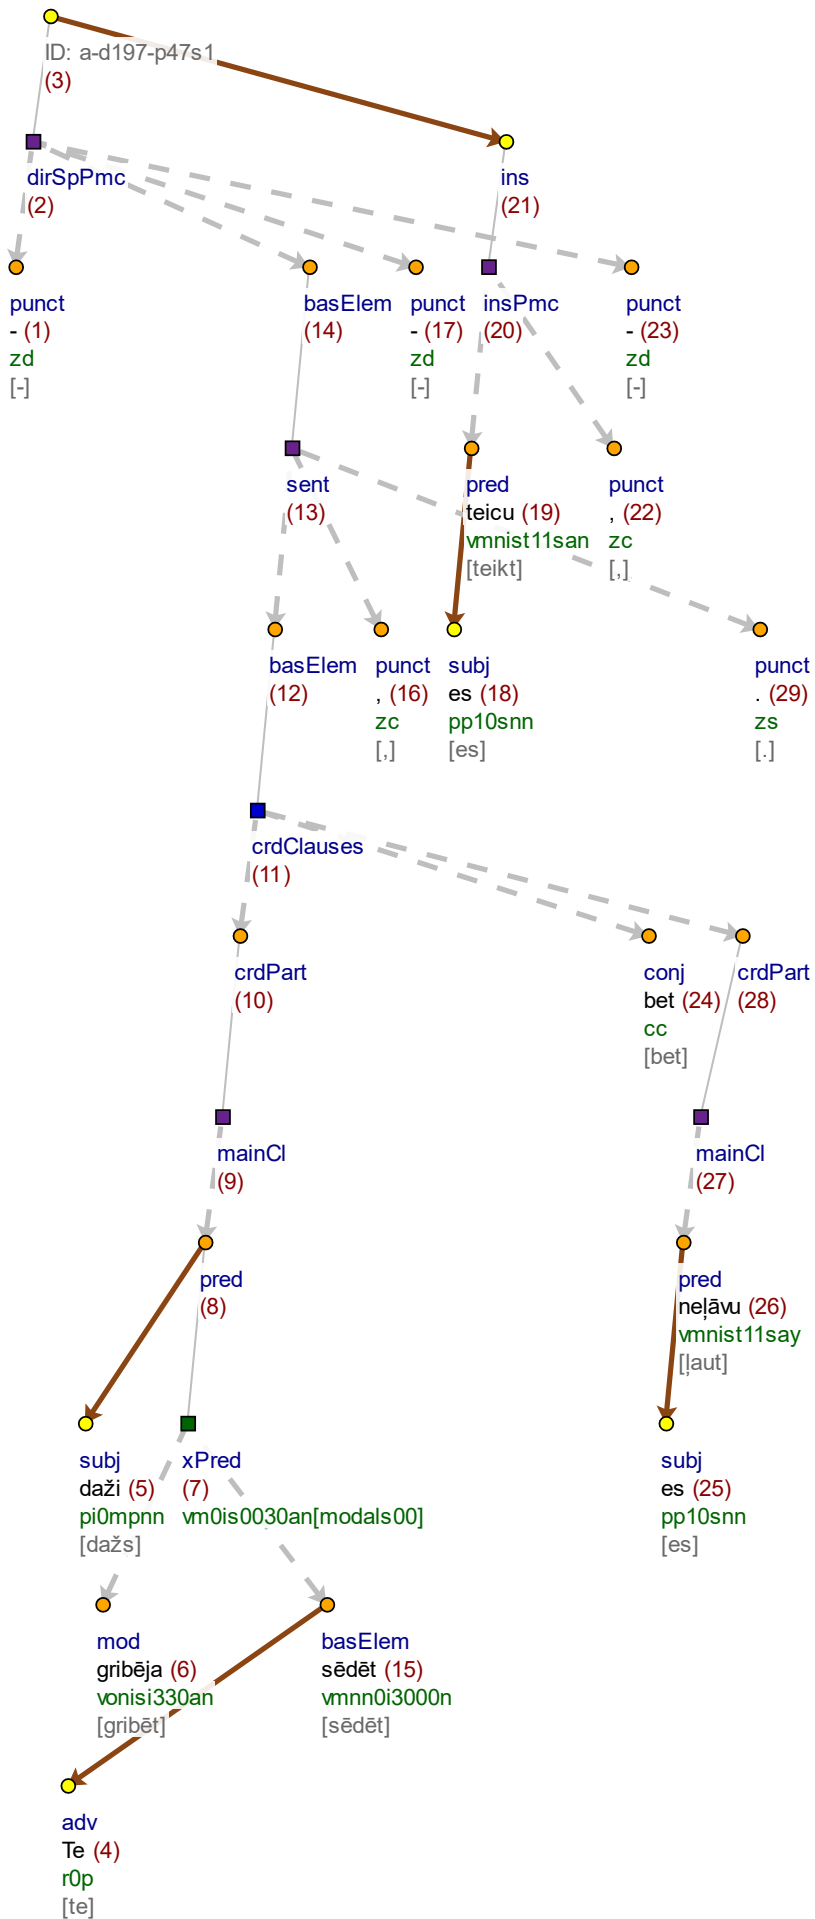 ID: a-d197-p47s1
(3)
dirSpPmc
(2)
ins
(21)
punct
- (1)
zd
[-]
basElem
(14)
punct
- (17)
zd
[-]
insPmc
(20)
punct
- (23)
zd
[-]
sent
(13)
pred
teicu (19)
vmnist11san
[teikt]
punct
, (22)
zc
[,]
basElem
(12)
punct
, (16)
zc
[,]
subj
es (18)
pp10snn
[es]
punct
. (29)
zs
[.]
crdClauses
(11)
crdPart
(10)
conj
bet (24)
cc
[bet]
crdPart
(28)
mainCl
(9)
mainCl
(27)
pred
(8)
pred
neļāvu (26)
vmnist11say
[ļaut]
subj
daži (5)
pi0mpnn
[dažs]
xPred
(7)
vm0is0030an[modals00]
subj
es (25)
pp10snn
[es]
mod
gribēja (6)
vonisi330an
[gribēt]
basElem
sēdēt (15)
vmnn0i3000n
[sēdēt]
adv
Te (4)
r0p
[te]